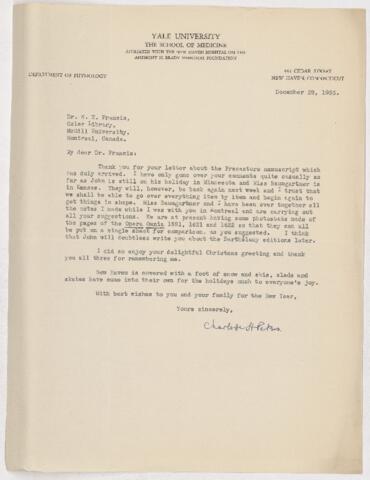 YALE UNIVERSITY
THE SCHOOL OF MEDICINE
AFFILIATED WITH THE NEW HAVEN HOSPITAL AND THE
ANTHONY N. BRADY MEMORIAL FOUNDATION
DEPARTMENT OF
CEDAR STREET
NEW HAVEN, CONNECTICUT
December 28, 1935.
Dr. W. W. Francis,
Osler Library,
McGill University,
Montreal, Canada.
My dear Dr. Francis:
Thank you for your letter about the Fracastoro manuscript which
has duly arrived. I have only gone over your comments quite casually as
far as John is still on his holiday in Minnesota and Miss Baumgartner is
in Kansas. They will, however, be back again next week and I trust that
we shall be able to go over everything item by item and begin again to
get things in shape. Miss Baumgartner and I have been over together all
the notes I made while I was with you in Montreal and are carrying out
all your suggestions. We are at present having some photostats made of
the pages of the Opera Omnia 1591, 1621 and 1622 so that they can all
be put on a single sheet for comparison, as you suggested. I think
that John will doubtless write you about the Barthélemy editions later.
I did so enjoy your delightful Christmas greeting and thank
you all three for remembering me.
New Haven is covered with a foot of snow and skis, sleds and
skates have come into their own for the holidays much to everyone's joy.
With best wishes to you and your family for the New Year,
Yours sincerely,
Charlotte H. Peters